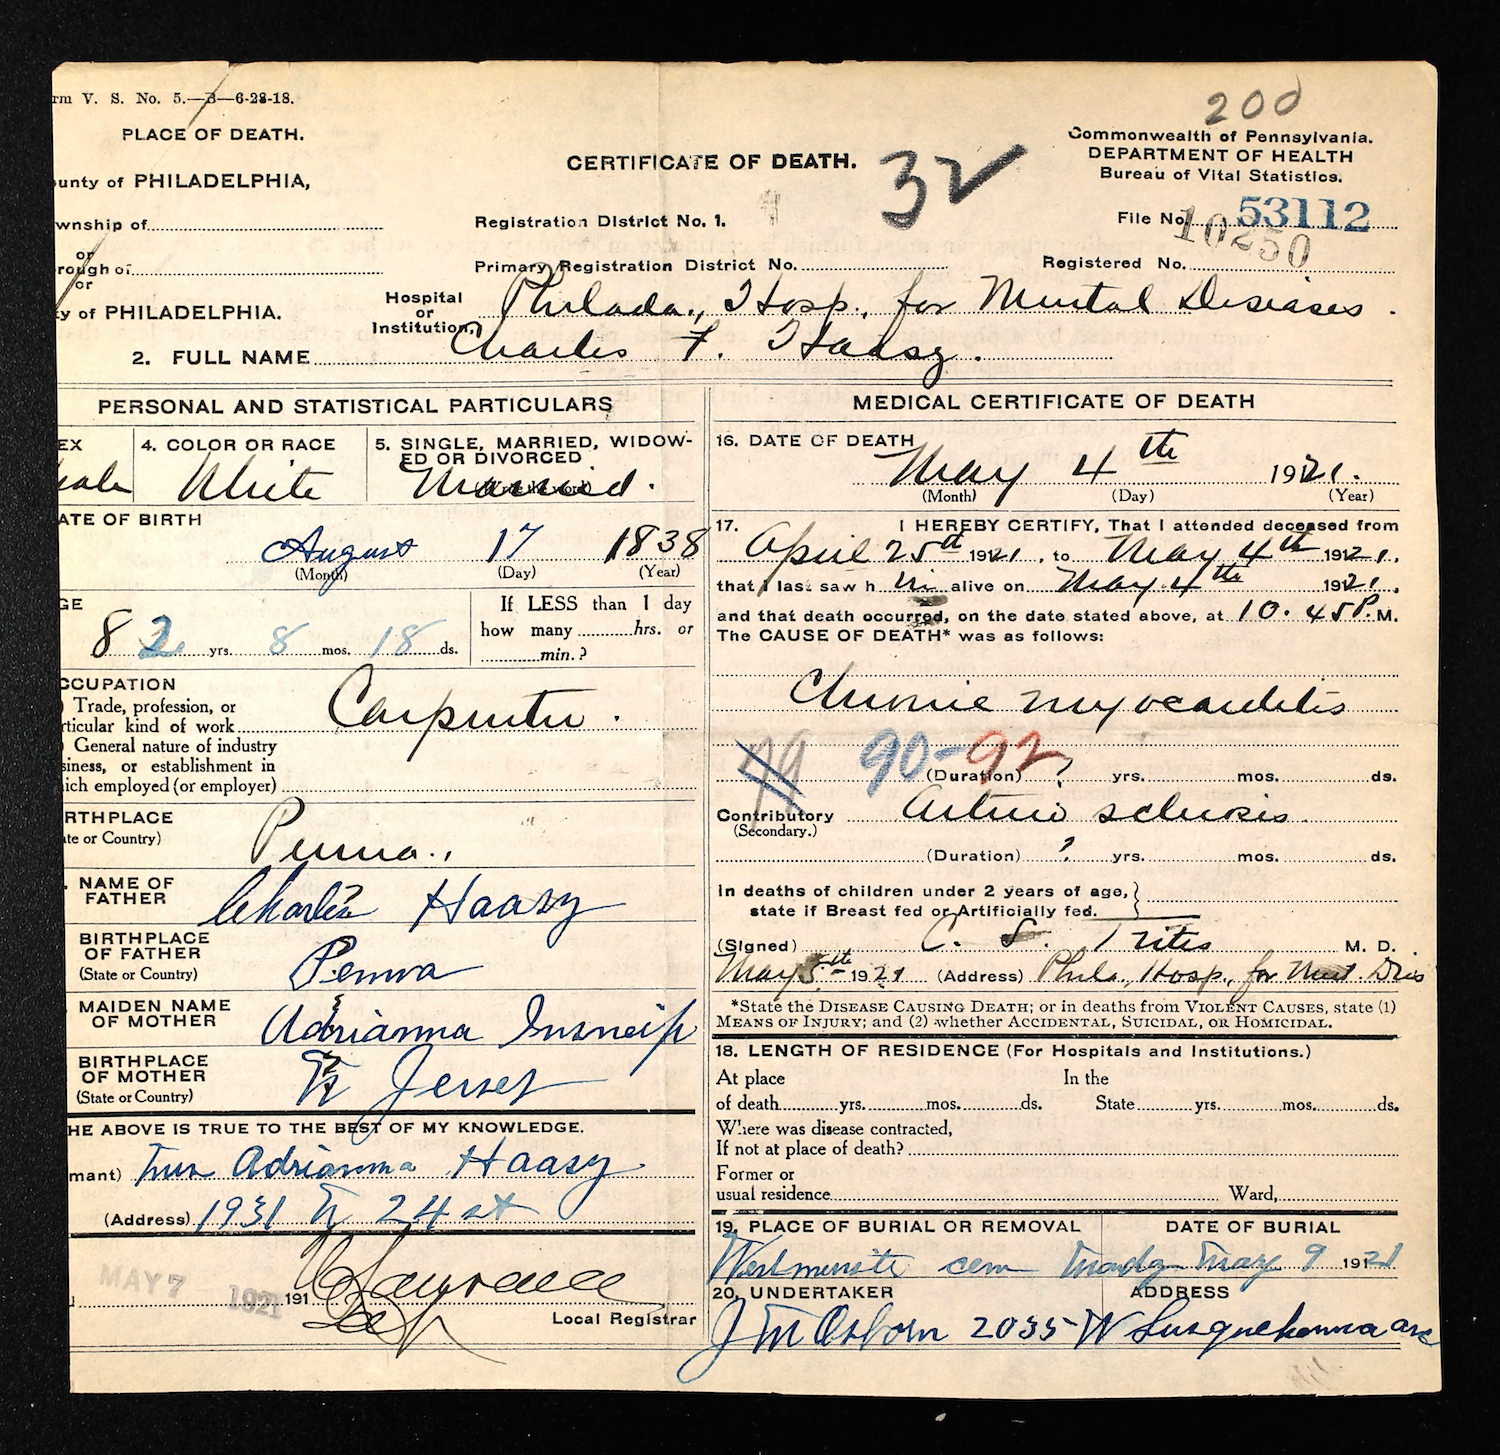 rm V. S. No. 5.—3—6-28-18.
200
PLACE OF DEATH.
Commonwealth of Pennsylvania.
DEPARTMENT OF HEALTH
Bureau of Vital Statistics.
CERTIFICATE OF DEATH.
32
unty of PHILADELPHIA,
wnship of
Registration District No. 1.
File No. 53112
10250
or
rough of
Primary Registration District No.
Registered No.
or
y of PHILADELPHIA.
Hospital or Institution, Philada., Hosp., for Mental Diseases.
2. FULL NAME Charles F. Haasz.
PERSONAL AND STATISTICAL PARTICULARS
EX
ale
4. COLOR OR RACE
White
5. SINGLE, MARRIED, WIDOW-
ED OR DIVORCED
Married.
ATE OF BIRTH
August 17 1838
(Month) (Day) (Year)
GE
82 yrs. 8 mos. 18 ds.
If LESS than 1 day
how many hrs. or
min.?
CCUPATION
) Trade, profession, or
rticular kind of work Carpenter.
) General nature of industry
siness, or establishment in
ich employed (or employer)
RTHPLACE
te or Country) Penna.,
NAME OF
FATHER Charles Haasz
BIRTHPLACE
OF FATHER
(State or Country) Penna
MAIDEN NAME
OF MOTHER Adrianna
BIRTHPLACE
OF MOTHER
(State or Country) N Jersey
HE ABOVE IS TRUE TO THE BEST OF MY KNOWLEDGE.
mant) Adrianna Haasz
(Address) 1931 N 24 st
MAY 7 1921
191
Local Registrar
MEDICAL CERTIFICATE OF DEATH
16. DATE OF DEATH
May 4th 1921.
(Month) (Day) (Year)
17. I HEREBY CERTIFY, That I attended deceased from
April 25th 1921, to May 4th 1921,
that I last saw him alive on May 4th 1921,
and that death occurred, on the date stated above, at 10.45 P. M.
The CAUSE OF DEATH* was as follows:
Chronic myocarditis
79 90-92
(Duration) ? yrs. mos. ds.
Contributory Arterio sclerosis
(Secondary.)
(Duration) ? yrs. mos. ds.
In deaths of children under 2 years of age,
state if Breast fed or Artificially fed.
(Signed) C. S. Trites M. D.
May 5th 1921 (Address) Phila., Hosp., for Ment. Dis
*State the DISEASE CAUSING DEATH; or in deaths from VIOLENT CAUSES, state (1)
MEANS OF INJURY; and (2) whether ACCIDENTAL, SUICIDAL, OR HOMICIDAL.
18. LENGTH OF RESIDENCE (For Hospitals and Institutions.)
At place In the
of death yrs. mos. ds. State yrs. mos. ds.
Where was disease contracted,
If not at place of death?
Former or
usual residence Ward,
19. PLACE OF BURIAL OR REMOVAL
DATE OF BURIAL
Westminster cem Monday May 9 1921
20. UNDERTAKER
ADDRESS
J M Osborn 2035 W Susquehanna ave